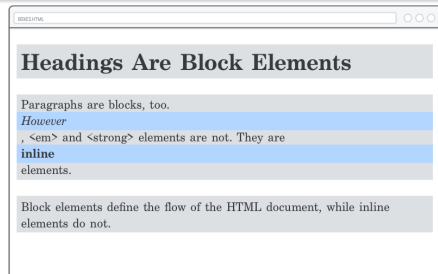 BOXES.HTML
Headings Are Block Elements
Paragraphs are blocks, too.
However
, <em> and <strong> elements are not. They are
inline
elements.
Block elements define the flow of the HTML document, while inline
elements do not.